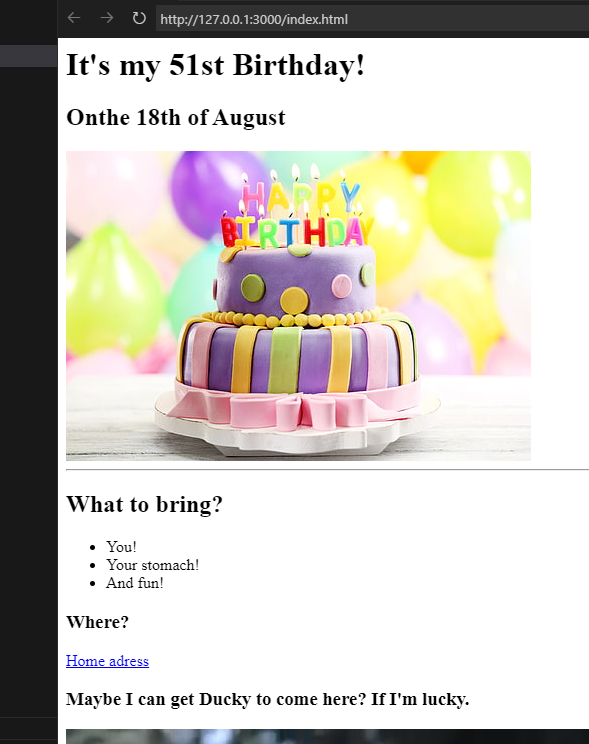 http://127.0.0.1:3000/index.html
It's my 51st Birthday!
Onthe 18th of August
HAPPY
BIRTHDAY
What to bring?
You!
Your stomach!
And fun!
Where?
Home adress
Maybe I can get Ducky to come here? If I'm lucky.